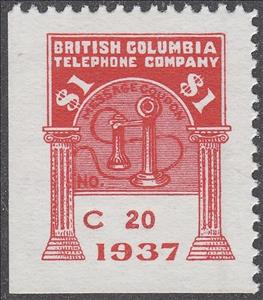 BRITISH COLUMBIA
TELEPHONE COMPANY
$1 $1
MESSAGE COUPON
NO.
C 20
1937